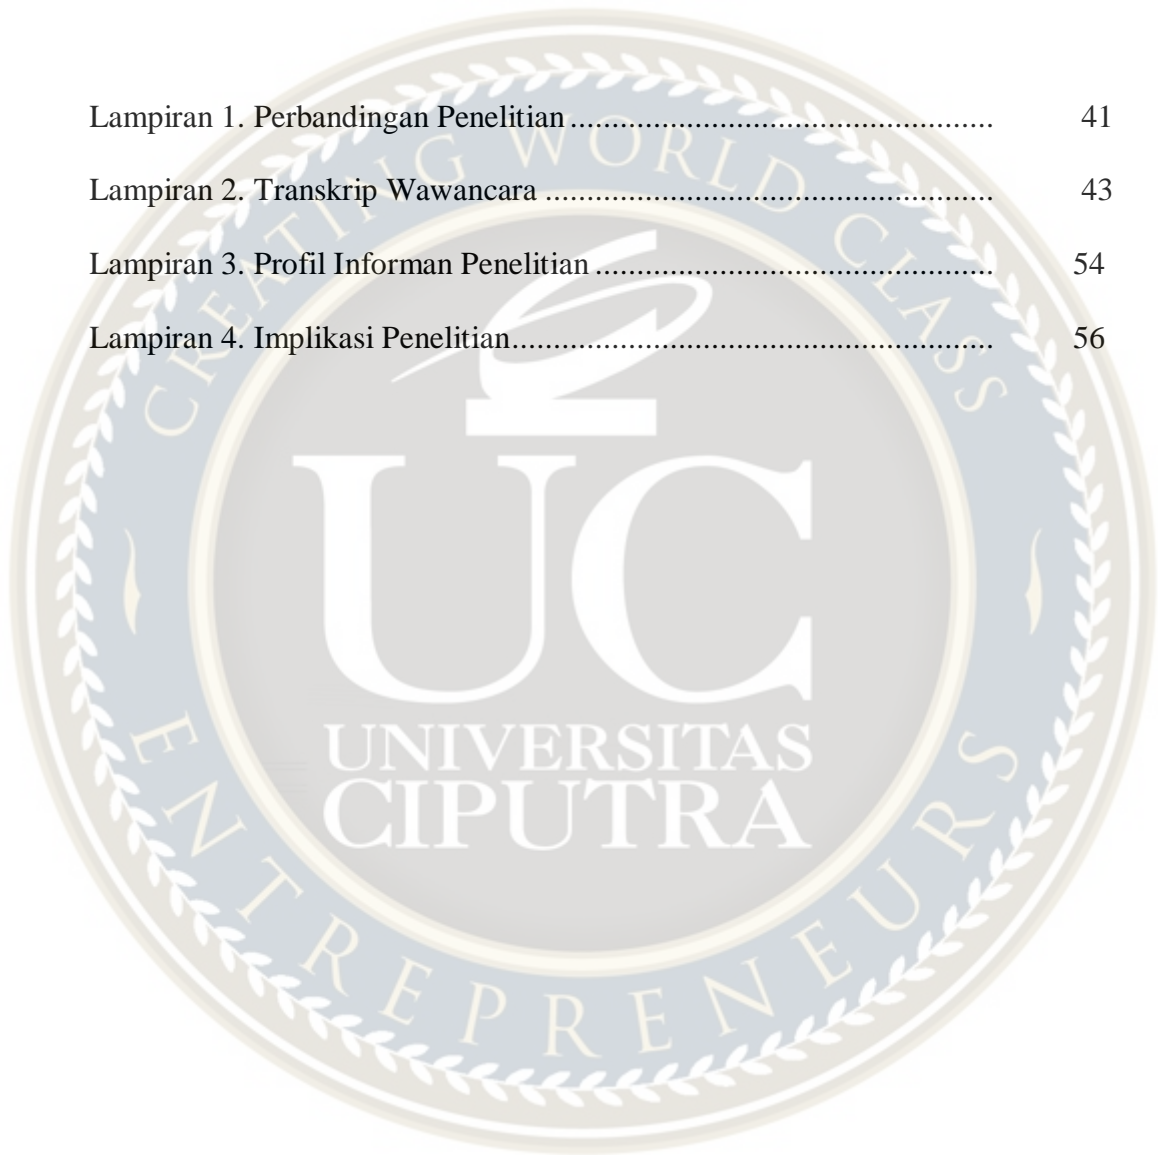 Lampiran 1. Perbandingan Penelitian ..................................................... 41
Lampiran 2. Transkrip Wawancara ........................................................ 43
Lampiran 3. Profil Informan Penelitian .................................................. 54
Lampiran 4. Implikasi Penelitian............................................................ 56
CREATING WORLD CLASS
UC
UNIVERSITAS
CIPUTRA
ENTREPRENEURS